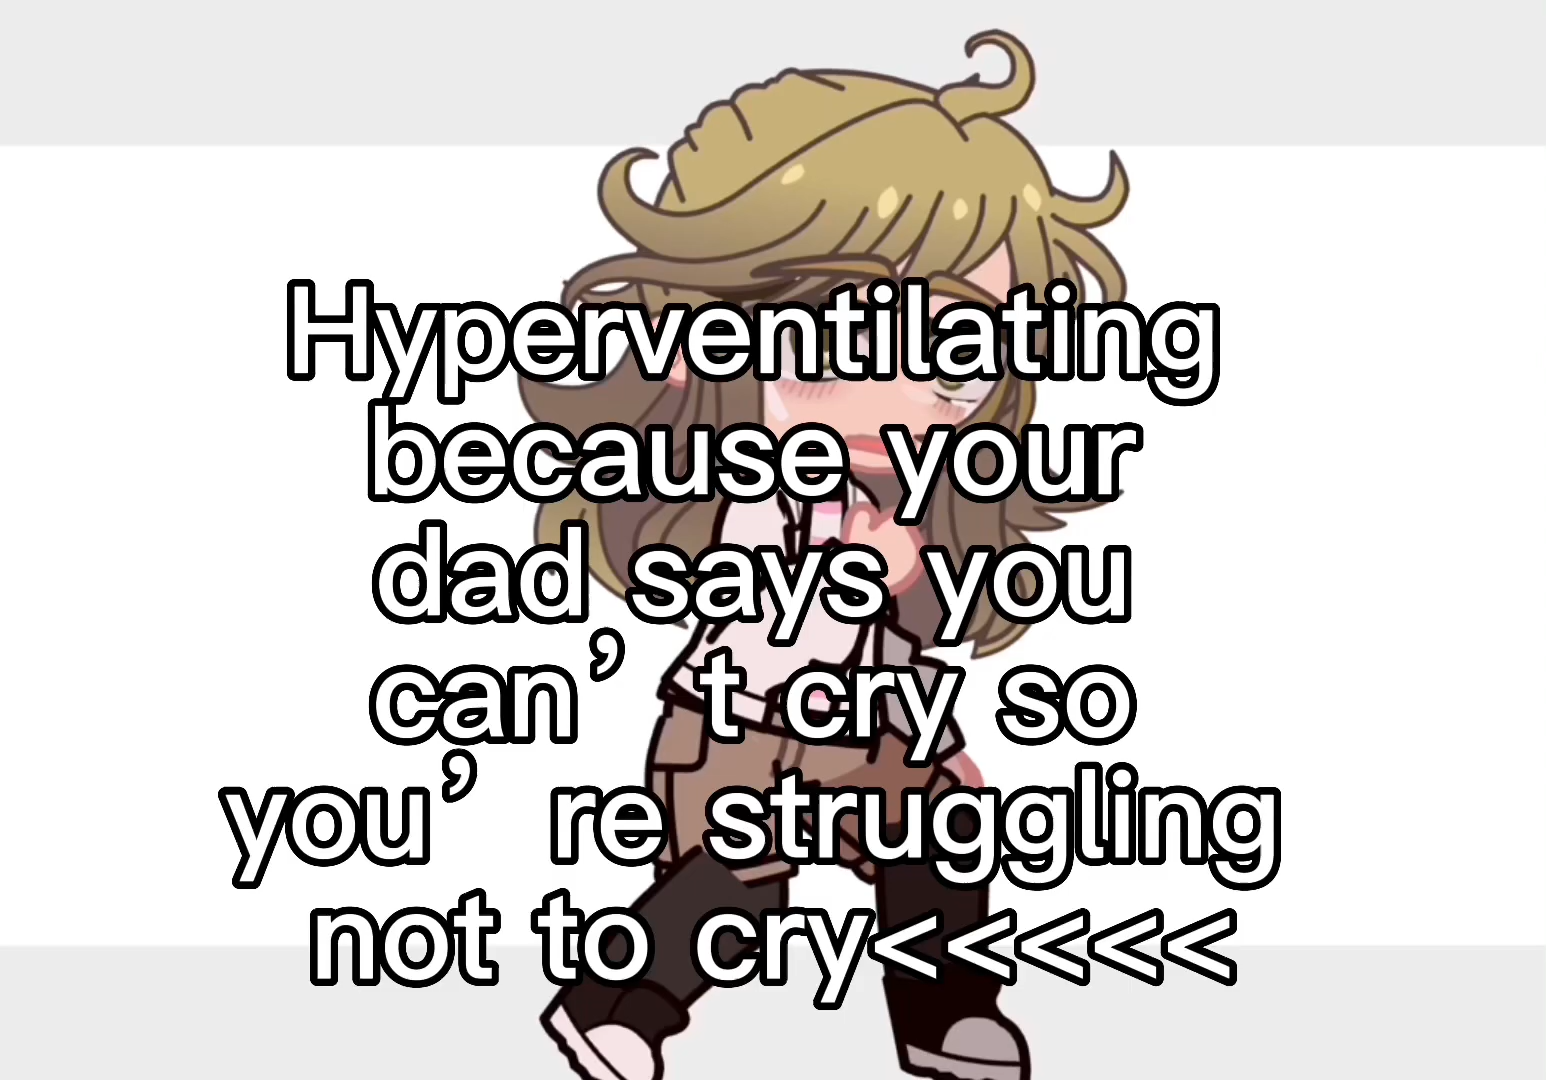 Hyperventilating
because your
dad says you
can’t cry so
you’re struggling
not to cry<<<<<